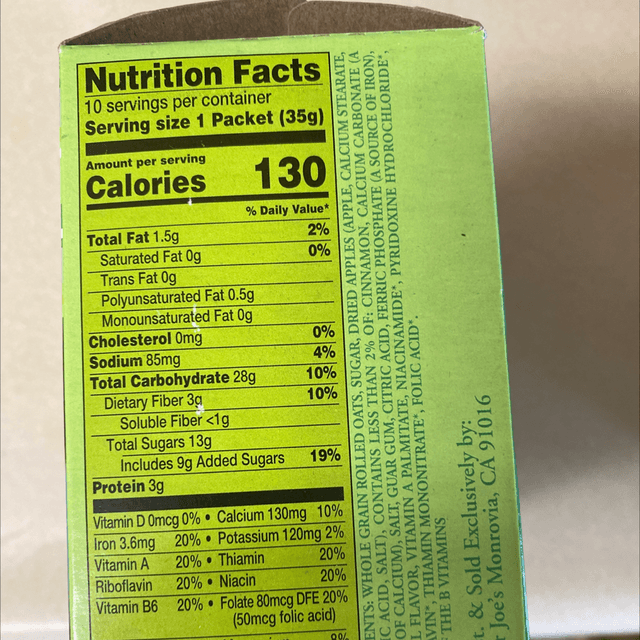 Nutrition Facts
10 servings per container
Serving size 1 Packet (35g)
Amount per serving
Calories 130
% Daily Value*
Total Fat 1.5g 2%
Saturated Fat 0g 0%
Trans Fat 0g
Polyunsaturated Fat 0.5g
Monounsaturated Fat 0g
Cholesterol 0mg 0%
Sodium 85mg 4%
Total Carbohydrate 28g 10%
Dietary Fiber 3g 10%
Soluble Fiber <1g
Total Sugars 13g
Includes 9g Added Sugars 19%
Protein 3g
Vitamin D 0mcg 0% • Calcium 130mg 10%
Iron 3.6mg 20% • Potassium 120mg 2%
Vitamin A 20% • Thiamin 20%
Riboflavin 20% • Niacin 20%
Vitamin B6 20% • Folate 80mcg DFE 20%
(50mcg folic acid)
8%
ENTS: WHOLE GRAIN ROLLED OATS, SUGAR, DRIED APPLES (APPLE, CALCIUM STEARATE,
IC ACID, SALT), CONTAINS LESS THAN 2% OF: CINNAMON, CALCIUM CARBONATE (A
OF CALCIUM), SALT, GUAR GUM, CITRIC ACID, FERRIC PHOSPHATE (A SOURCE OF IRON),
L FLAVOR, VITAMIN A PALMITATE, NIACINAMIDE*, PYRIDOXINE HYDROCHLORIDE*,
VIN*, THIAMIN MONONITRATE*, FOLIC ACID*.
THE B VITAMINS
t. & Sold Exclusively by:
r Joe's Monrovia, CA 91016